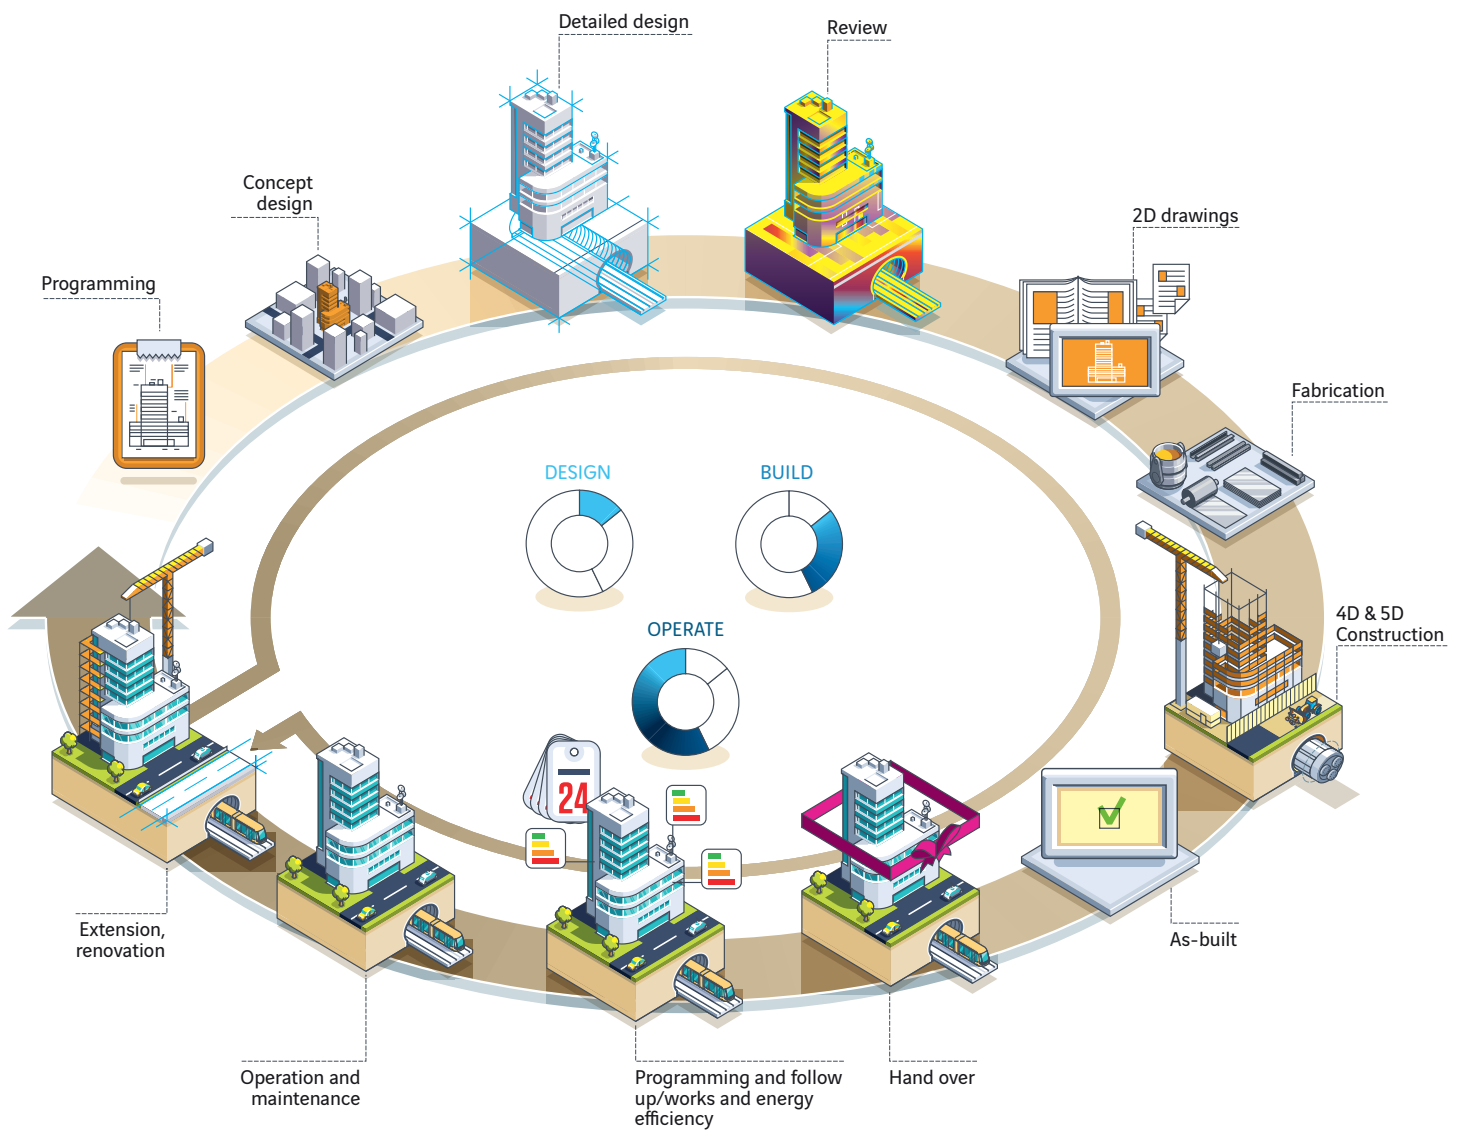 Detailed design
Review
Concept
design
2D drawings
Programming
Fabrication
DESIGN
BUILD
4D & 5D
Construction
OPERATE
24
Extension,
renovation
As-built
Operation and
maintenance
Programming and follow
up/works and energy
efficiency
Hand over